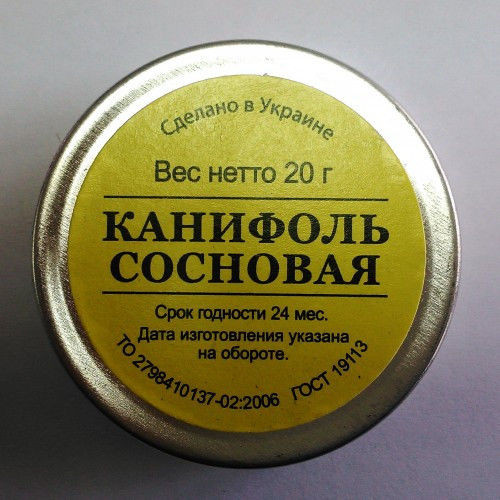 Сделано в Украине
Вес нетто 20 г
КАНИФОЛЬ
СОСНОВАЯ
Срок годности 24 мес.
Дата изготовления указана
на обороте.
ТО 2798410137-02:2006 ГОСТ 19113